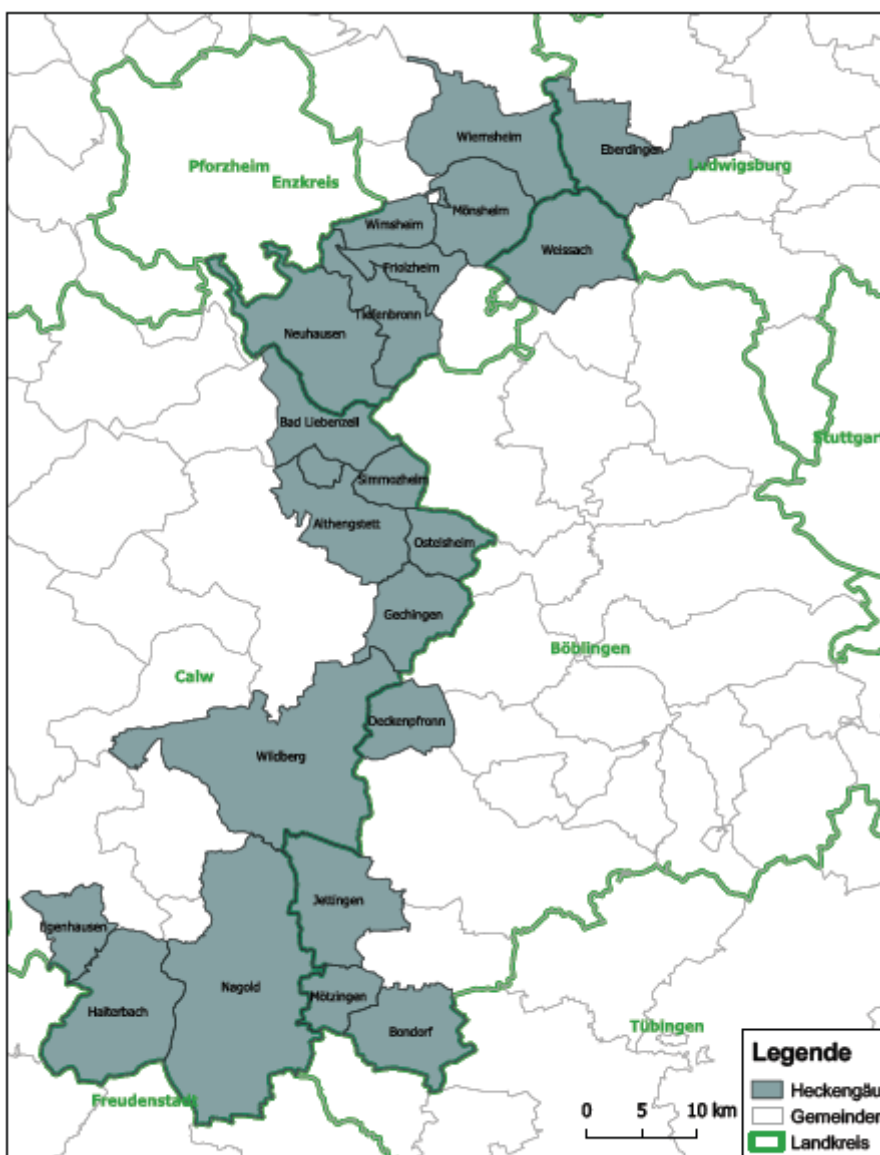 Wiernsheim
Eberdingen
Ludwigsburg
Pforzheim
Enzkreis
Mönsheim
Wimsheim
Weissach
Friolzheim
Tiefenbronn
Neuhausen
Bad Liebenzell
Stuttgar
Simmozheim
Althengstett
Ostelsheim
Gechingen
Böblingen
Calw
Deckenpfronn
Wildberg
Jettingen
Egenhausen
Nagold
Mötzingen
Haiterbach
Bondorf
Tübingen
Freudenstadt
Legende
Heckengäu
Gemeinden
Landkreis
0 5 10 km